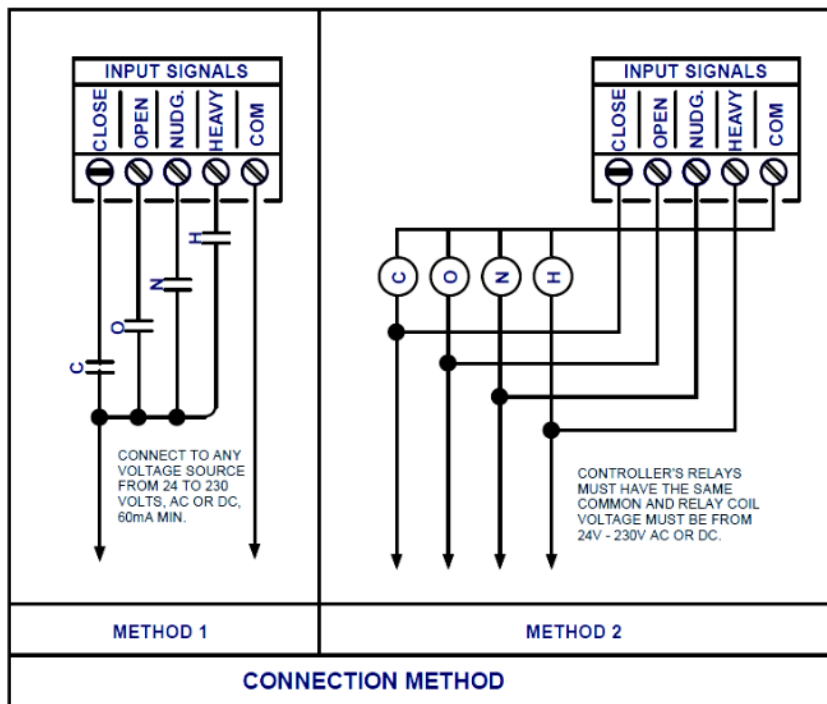 INPUT SIGNALS
CLOSE
OPEN
NUDG.
HEAVY
COM
H
N
O
C
CONNECT TO ANY
VOLTAGE SOURCE
FROM 24 TO 230
VOLTS, AC OR DC,
60mA MIN.
METHOD 1
INPUT SIGNALS
CLOSE
OPEN
NUDG.
HEAVY
COM
C
O
N
H
CONTROLLER'S RELAYS
MUST HAVE THE SAME
COMMON AND RELAY COIL
VOLTAGE MUST BE FROM
24V - 230V AC OR DC.
METHOD 2
CONNECTION METHOD